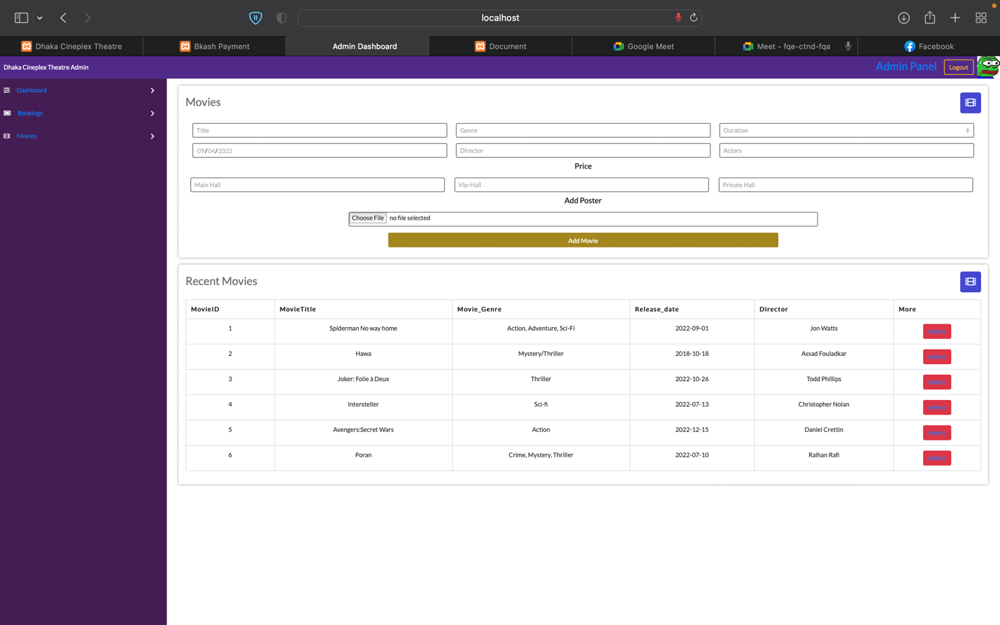 localhost
Dhaka Cineplex Theatre
Bkash Payment
Admin Dashboard
Document
Google Meet
Meet - fqe-ctnd-fqa
Facebook
Dhaka Cineplex Theatre Admin
Admin Panel
Logout
Dashboard
Bookings
Movies
Movies
Title
Genre
Duration
09/04/2022
Director
Actors
Price
Main Hall
Vip-Hall
Private Hall
Add Poster
Choose File no file selected
Add Movie
Recent Movies
MovieID MovieTitle Movie_Genre Release_date Director More
1 Spiderman No way home Action, Adventure, Sci-Fi 2022-09-01 Jon Watts
2 Hawa Mystery/Thriller 2018-10-18 Assad Fouladkar
3 Joker: Folie à Deux Thriller 2022-10-26 Todd Phillips
4 Intersteller Sci-fi 2022-07-13 Christopher Nolan
5 Avengers:Secret Wars Action 2022-12-15 Daniel Crettin
6 Poran Crime, Mystery, Thriller 2022-07-10 Raihan Rafi